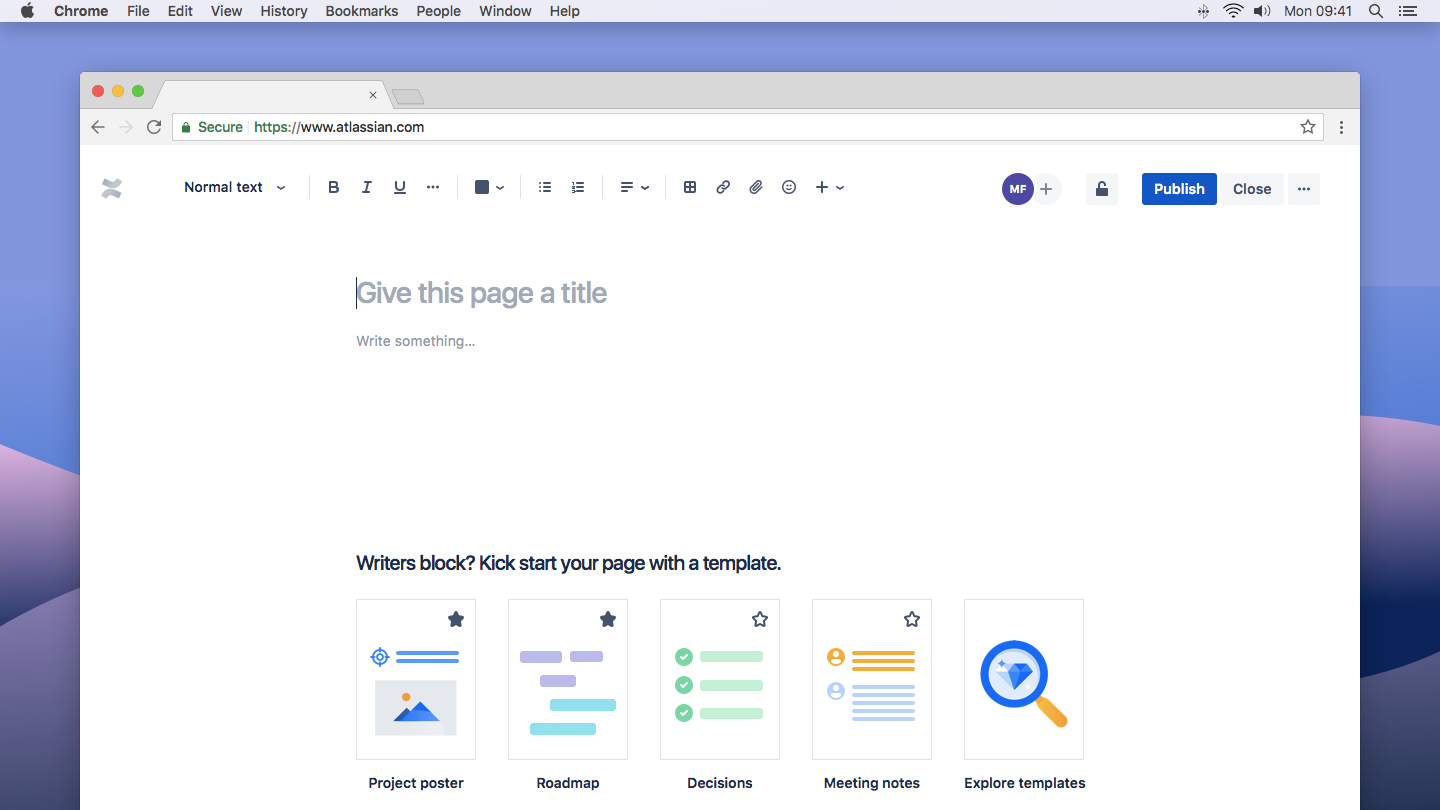 Chrome File Edit View History Bookmarks People Window Help Mon 09:41
Secure https://www.atlassian.com
Normal text B I U MF Publish Close
Give this page a title
Write something...
Writers block? Kick start your page with a template.
Project poster Roadmap Decisions Meeting notes Explore templates